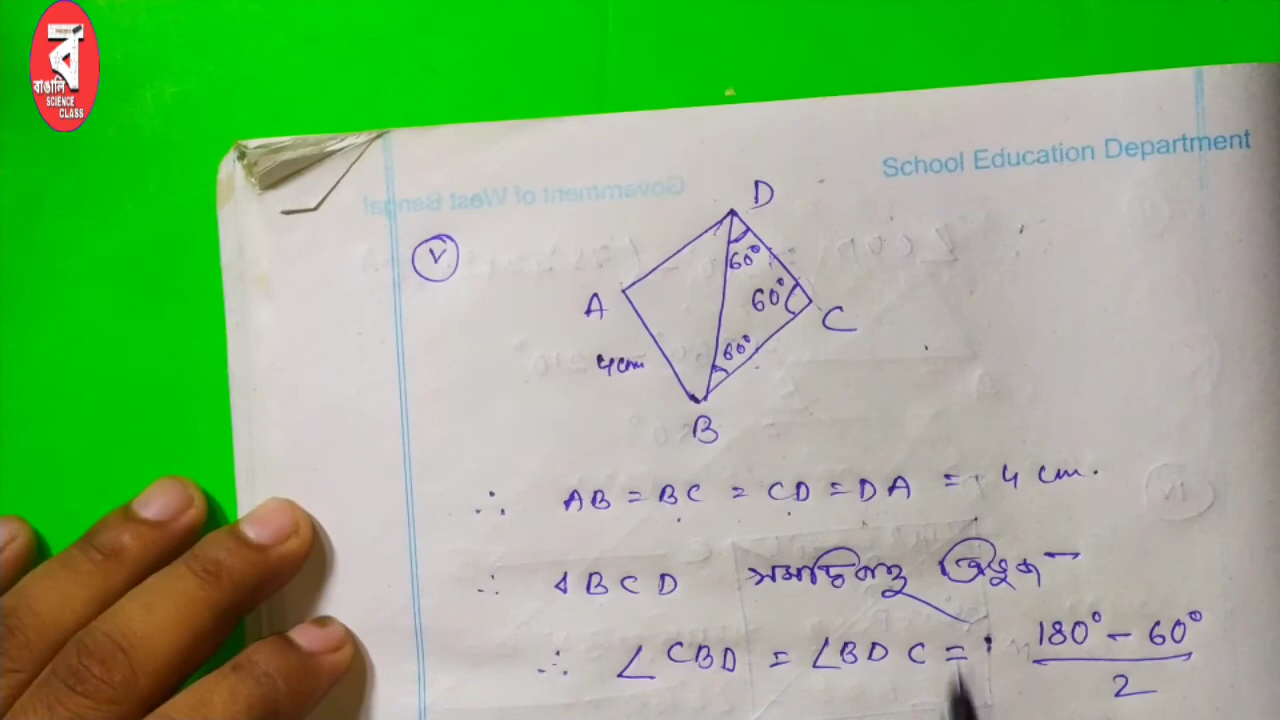 ব
বাঙালি
SCIENCE
CLASS
School Education Department
Government of West Bengal
V
D
60°
A
60°
C
4cm
60°
B
∴ AB = BC = CD = DA = 4 cm.
∴ ΔBCD সমদ্বিবাহু ত্রিভুজ
∴ ∠CBD = ∠BDC = (180° - 60°) / 2